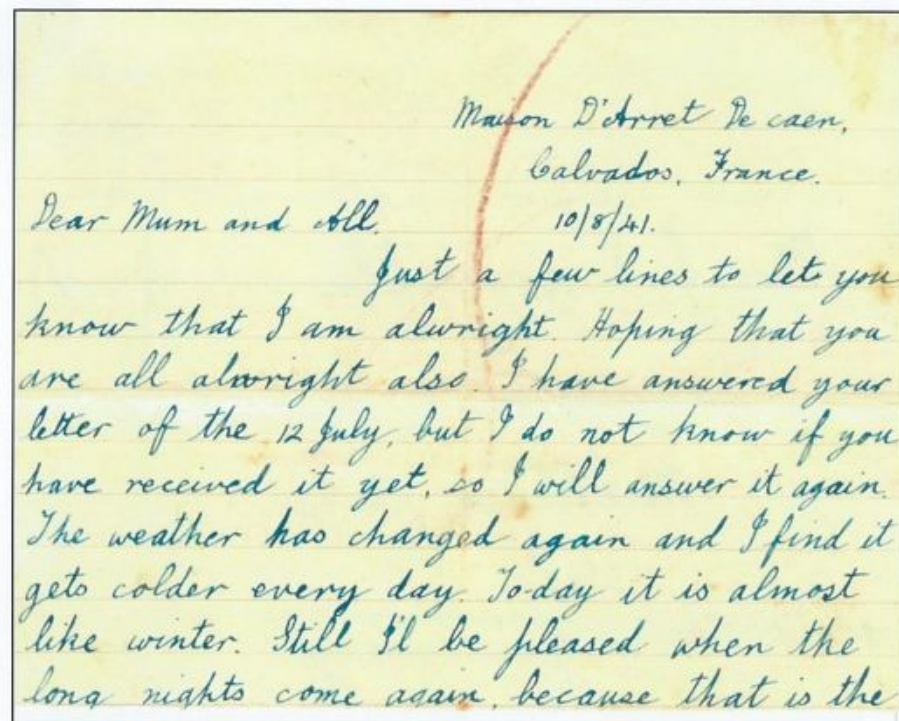 Maison D'Arret De caen,
Calvados, France.
Dear Mum and All.
10/8/41.
Just a few lines to let you
know that I am alwright. Hoping that you
are all alwright also. I have answered your
letter of the 12 July, but I do not know if you
have received it yet, so I will answer it again.
The weather has changed again and I find it
gets colder every day. To-day it is almost
like winter. Still I'll be pleased when the
long nights come again, because that is the